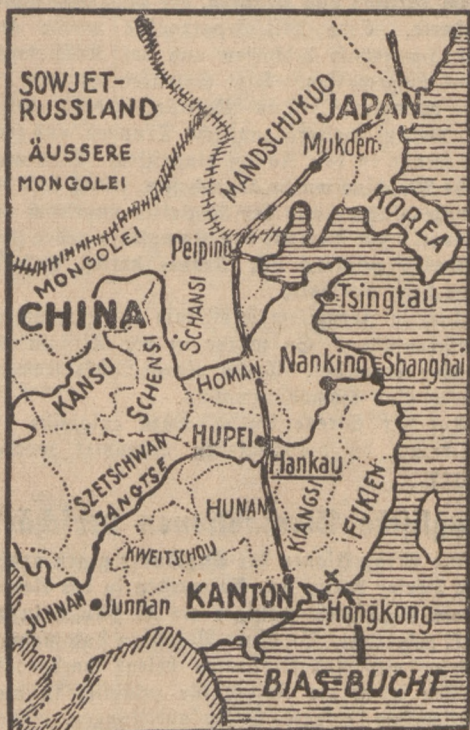 SOWJET-
RUSSLAND
ÄUSSERE
MONGOLEI
MANDSCHUKUO
JAPAN
Mukden
KOREA
MONGOLEI
Peiping
CHINA
SCHANSI
Tsingtau
KANSU
SCHENSI
HOMAN
Nanking
Shanghai
HUPEI
Hankau
SZETSCHWAN
JANGTSE
HUNAN
KIANGSI
FUKIEN
KWEITSCHOU
JUNNAN
Junnan
KANTON
Hongkong
BIAS=BUCHT